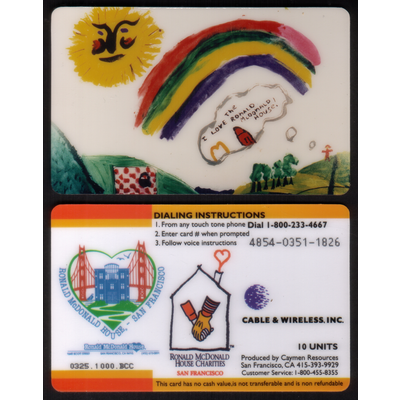 I LOVE RONALD
THE
McDONALD
HOUSE!
DIALING INSTRUCTIONS
1. From any touch tone phone Dial 1-800-233-4667
2. Enter card # when prompted
3. Follow voice instructions
4854-0351-1826
RONALD McDONALD HOUSE - SAN FRANCISCO
Ronald McDonald House
0325.1000.BCC
RONALD MCDONALD
HOUSE CHARITIES
SAN FRANCISCO
CABLE & WIRELESS, INC.
10 UNITS
Produced by Caymen Resources
San Francisco, CA 415-393-9929
Customer Service: 1-800-455-8355
This card has no cash value,is not transferable and is non refundable